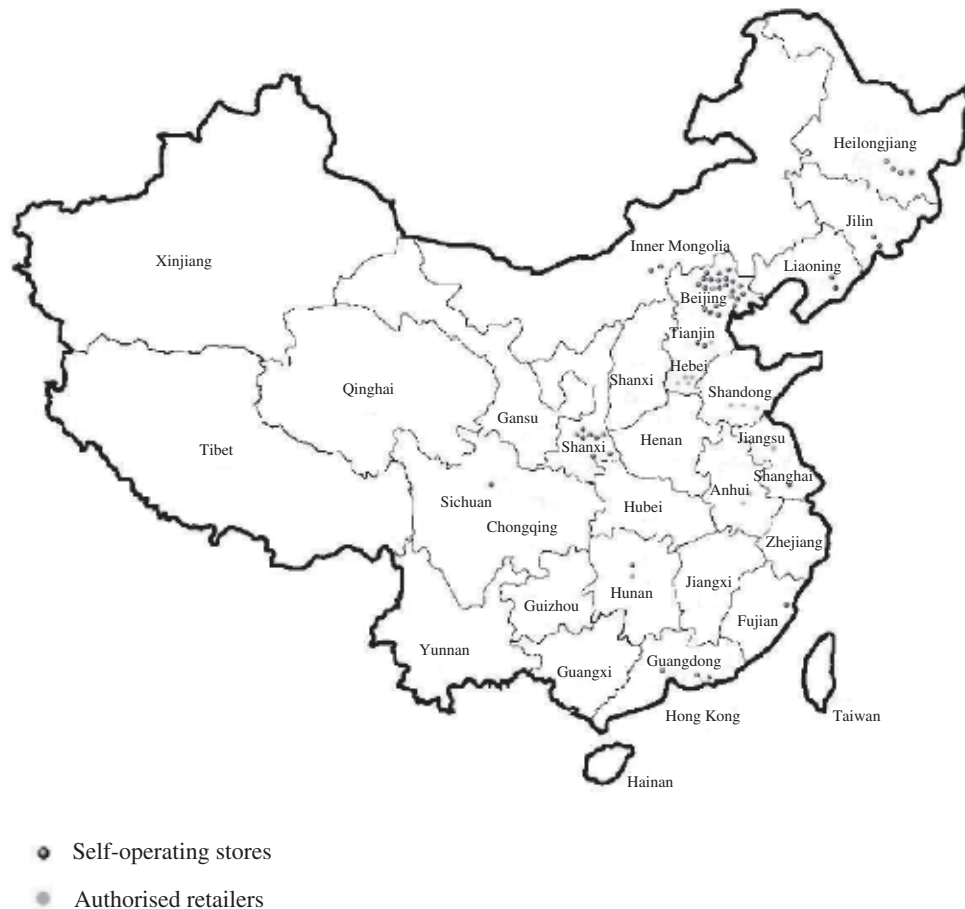 Heilongjiang
Jilin
Inner Mongolia
Liaoning
Xinjiang
Beijing
Tianjin
Hebei
Shanxi
Qinghai
Shandong
Gansu
Jiangsu
Henan
Shanxi
Tibet
Shanghai
Anhui
Sichuan
Hubei
Chongqing
Zhejiang
Jiangxi
Hunan
Guizhou
Fujian
Yunnan
Guangdong
Guangxi
Hong Kong
Taiwan
Hainan
Self-operating stores
Authorised retailers